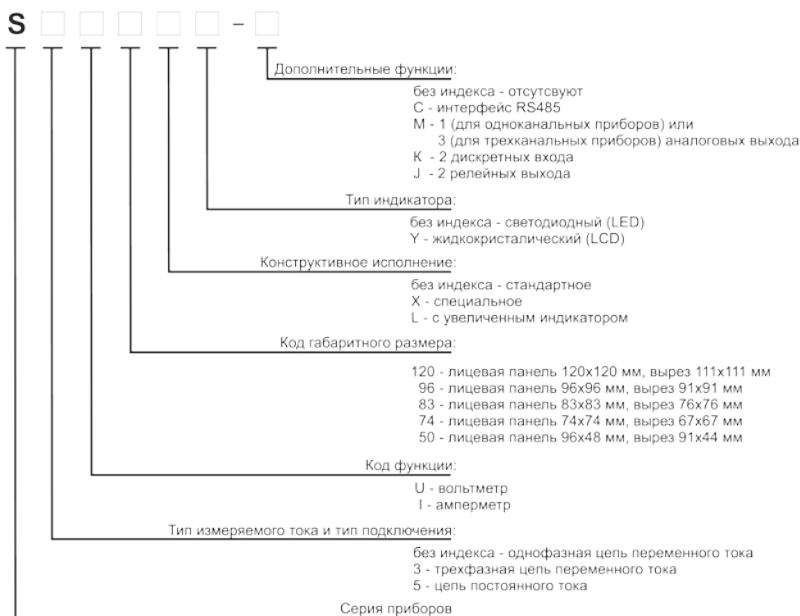 S –
Дополнительные функции:
без индекса - отсутсвуют
C - интерфейс RS485
M - 1 (для одноканальных приборов) или
3 (для трехканальных приборов) аналоговых выхода
K - 2 дискретных входа
J - 2 релейных выхода
Тип индикатора:
без индекса - светодиодный (LED)
Y - жидкокристалический (LCD)
Конструктивное исполнение:
без индекса - стандартное
X - специальное
L - с увеличенным индикатором
Код габаритного размера:
120 - лицевая панель 120x120 мм, вырез 111x111 мм
96 - лицевая панель 96x96 мм, вырез 91x91 мм
83 - лицевая панель 83x83 мм, вырез 76x76 мм
74 - лицевая панель 74x74 мм, вырез 67x67 мм
50 - лицевая панель 96x48 мм, вырез 91x44 мм
Код функции:
U - вольтметр
I - амперметр
Тип измеряемого тока и тип подключения:
без индекса - однофазная цепь переменного тока
3 - трехфазная цепь переменного тока
5 - цепь постоянного тока
Серия приборов